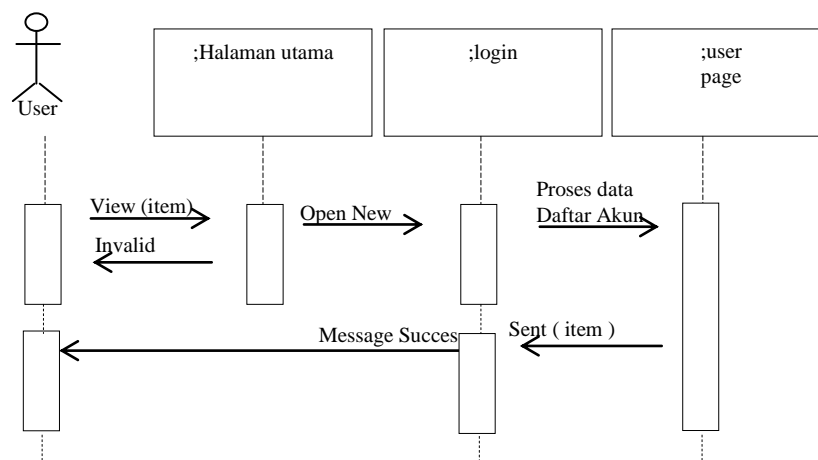 User
;Halaman utama
;login
;user
page
View (item)
Open New
Proses data
Daftar Akun
Invalid
Message Succes
Sent ( item )